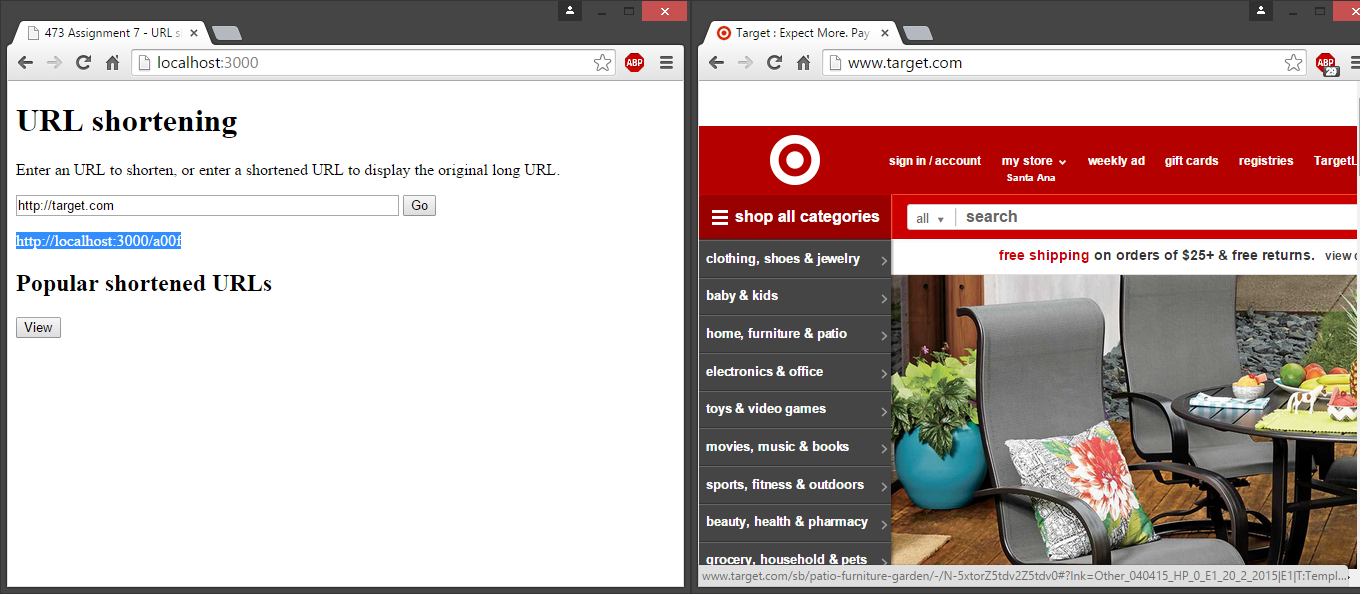 473 Assignment 7 - URL s
localhost:3000
ABP
URL shortening
Enter an URL to shorten, or enter a shortened URL to display the original long URL.
http://target.com
Go
http://localhost:3000/a00f
Popular shortened URLs
View
Target : Expect More. Pay
www.target.com
ABP
29
sign in / account
my store
weekly ad
gift cards
registries
TargetL
Santa Ana
shop all categories
all
search
free shipping on orders of $25+ & free returns. view
clothing, shoes & jewelry
baby & kids
home, furniture & patio
electronics & office
toys & video games
movies, music & books
sports, fitness & outdoors
beauty, health & pharmacy
grocery, household & pets
www.target.com/sb/patio-furniture-garden/-/N-5xtorZ5tdv2Z5tdv0#?lnk=Other_040415_HP_0_E1_20_2_2015|E1|T:Templ...